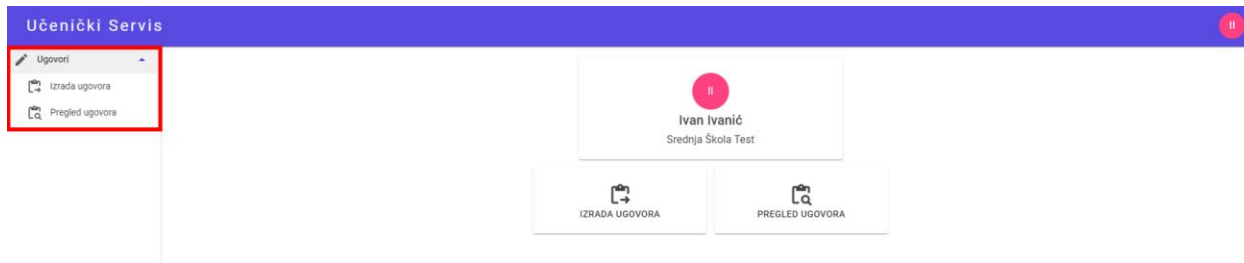 Učenički Servis
II
Ugovori
Izrada ugovora
Pregled ugovora
II
Ivan Ivanić
Srednja Škola Test
IZRADA UGOVORA
PREGLED UGOVORA